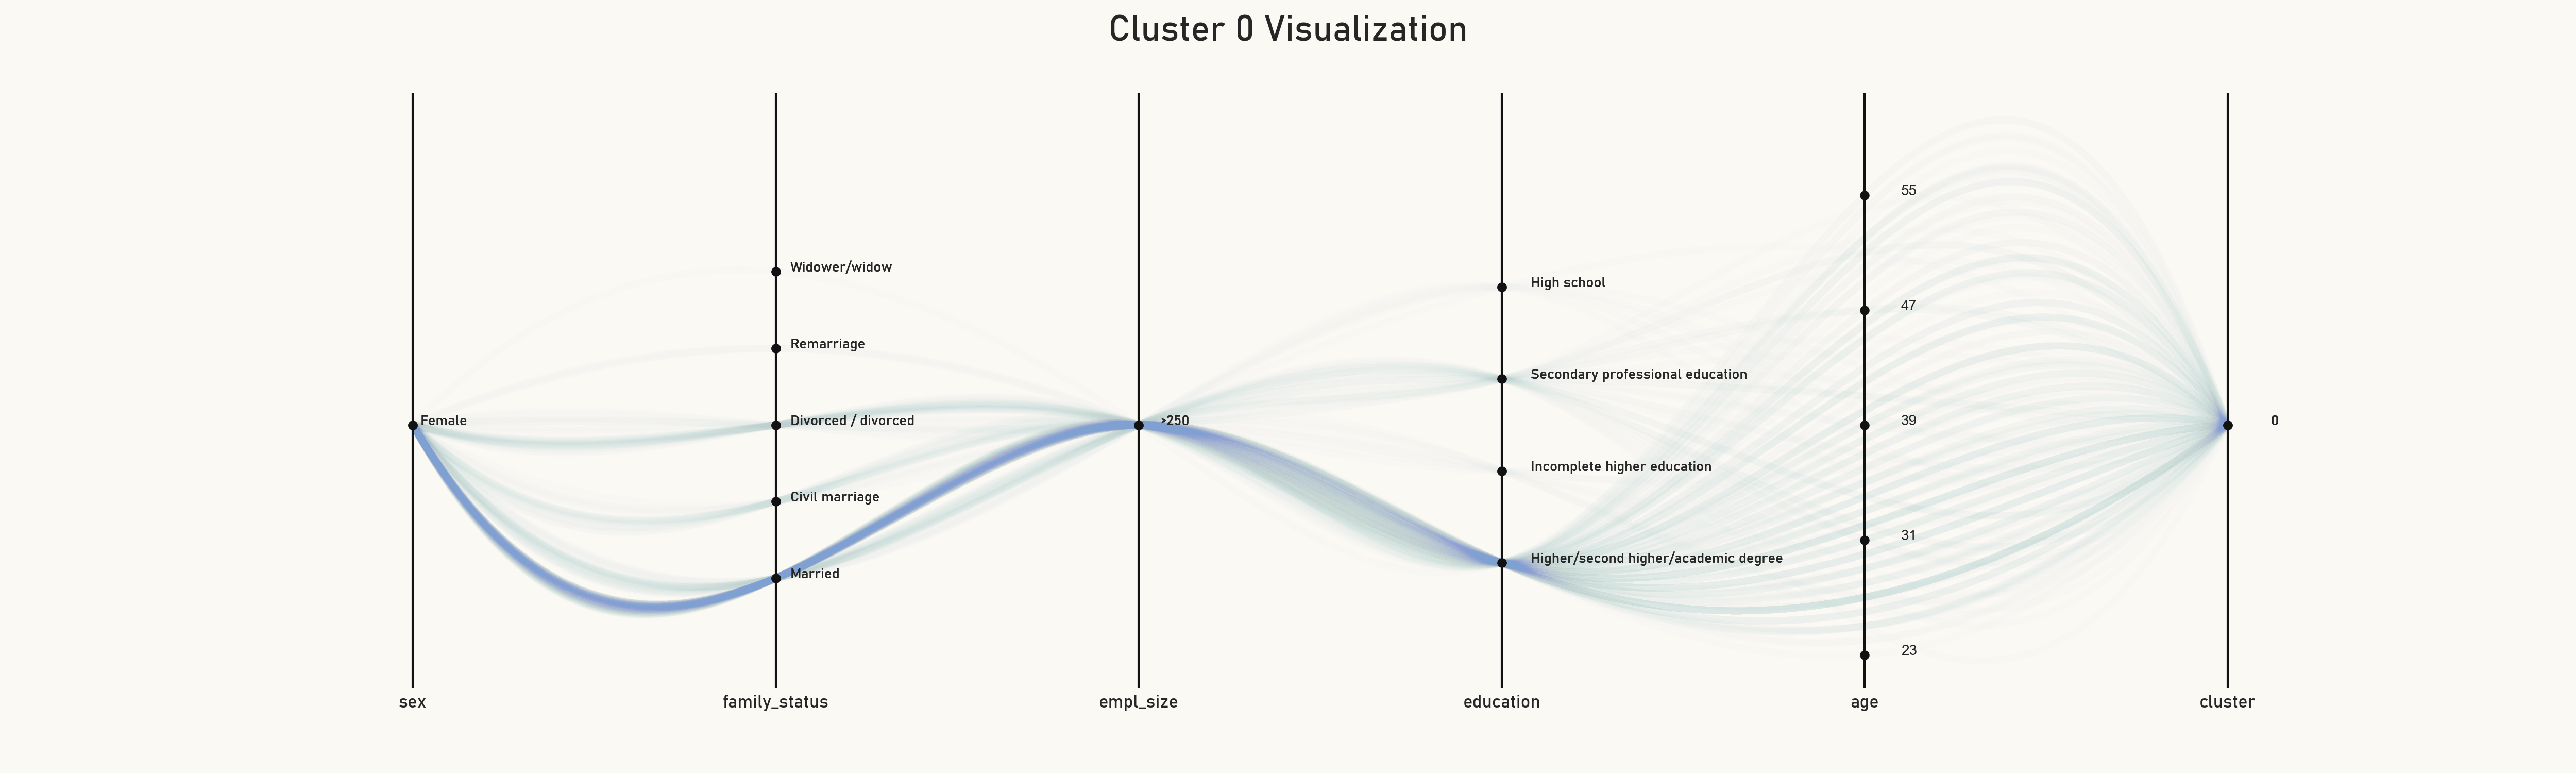 Cluster 0 Visualization
Female
Widower/widow
Remarriage
Divorced / divorced
Civil marriage
Married
>250
High school
Secondary professional education
Incomplete higher education
Higher/second higher/academic degree
55
47
39
31
23
0
sex
family_status
empl_size
education
age
cluster